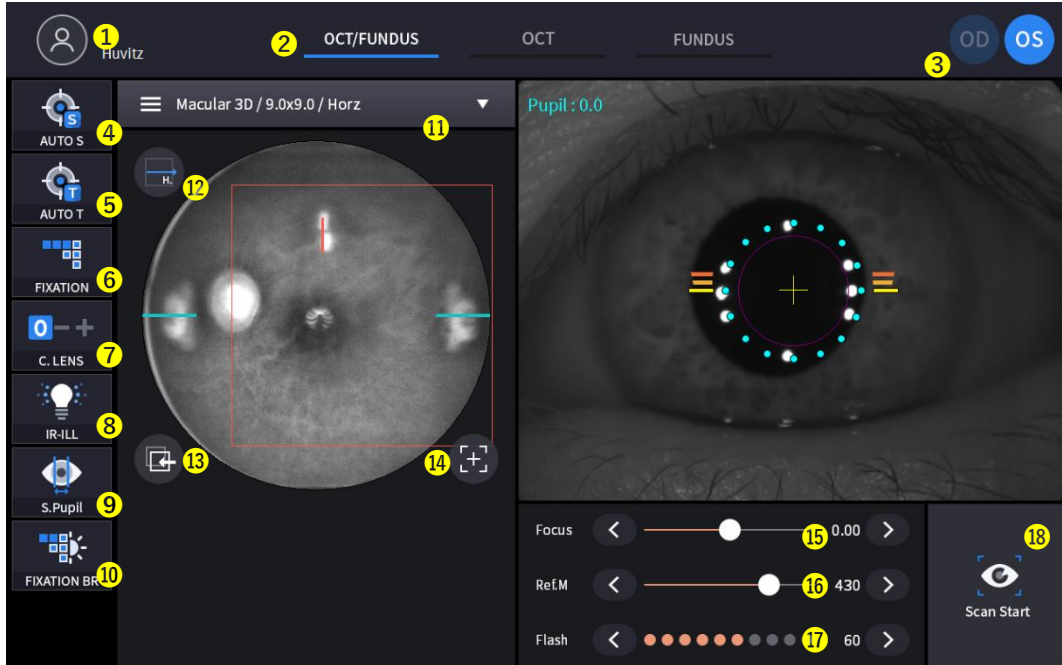 1
Huvitz
2
OCT/FUNDUS
OCT
FUNDUS
3
OD
OS
S
AUTO S
4
T
AUTO T
5
FIXATION
6
0 - +
C. LENS
7
IR-ILL
8
S.Pupil
9
FIXATION BR
10
Macular 3D / 9.0x9.0 / Horz
11
H.
12
13
14
Pupil : 0.0
Focus
15
0.00
Ref.M
16
430
Flash
17
60
18
Scan Start